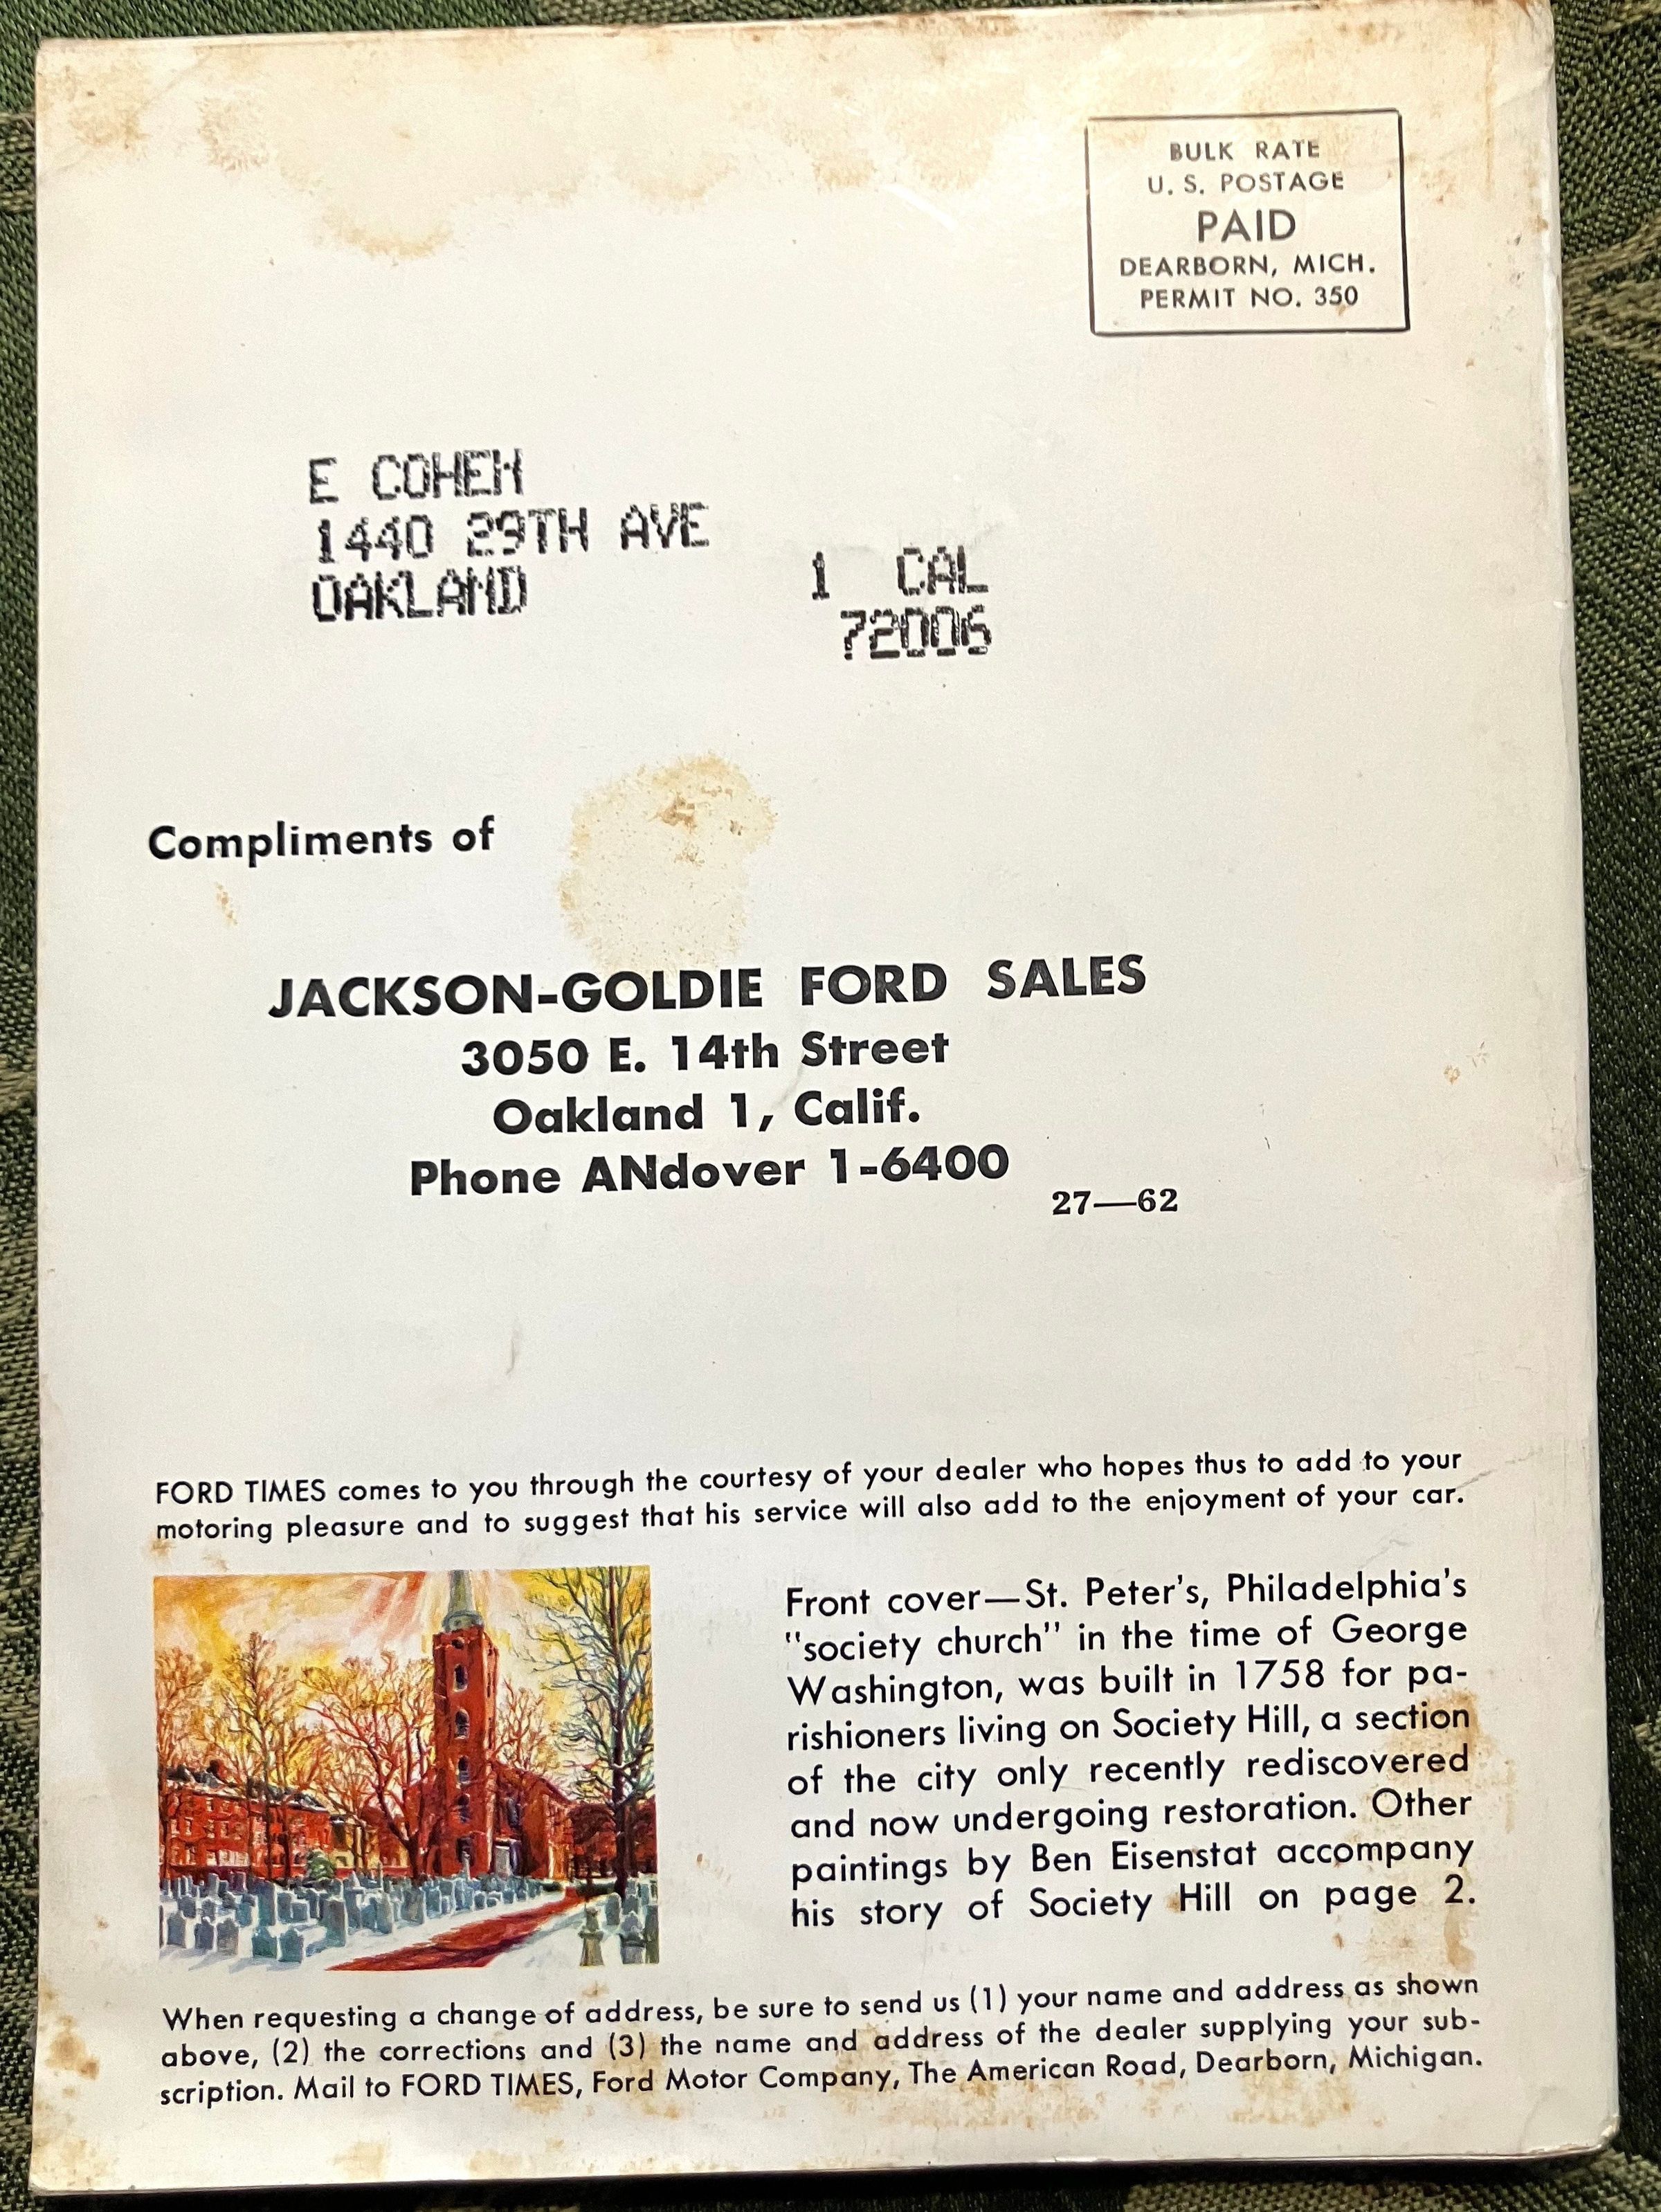 BULK RATE
U. S. POSTAGE
PAID
DEARBORN, MICH.
PERMIT NO. 350
E COHEN
1440 29TH AVE
OAKLAND 1 CAL
72006
Compliments of
JACKSON-GOLDIE FORD SALES
3050 E. 14th Street
Oakland 1, Calif.
Phone ANdover 1-6400
27—62
FORD TIMES comes to you through the courtesy of your dealer who hopes thus to add to your
motoring pleasure and to suggest that his service will also add to the enjoyment of your car.
Front cover—St. Peter's, Philadelphia's
"society church" in the time of George
Washington, was built in 1758 for pa-
rishioners living on Society Hill, a section
of the city only recently rediscovered
and now undergoing restoration. Other
paintings by Ben Eisenstat accompany
his story of Society Hill on page 2.
When requesting a change of address, be sure to send us (1) your name and address as shown
above, (2) the corrections and (3) the name and address of the dealer supplying your sub-
scription. Mail to FORD TIMES, Ford Motor Company, The American Road, Dearborn, Michigan.